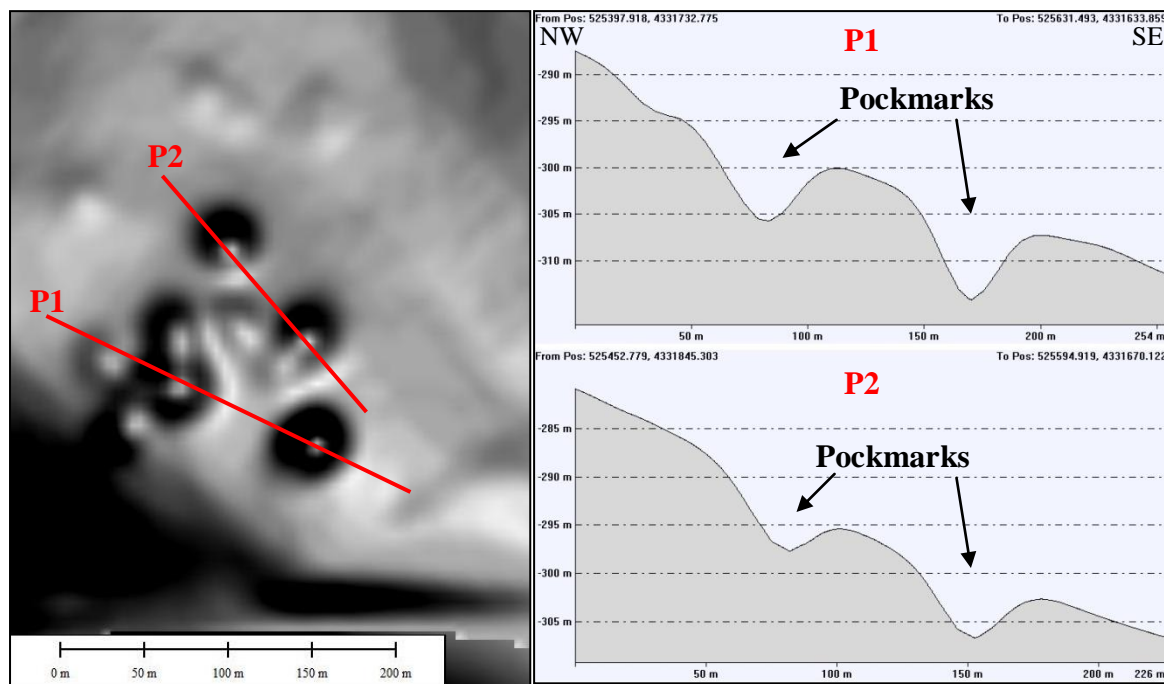 P2
P1
0 m 50 m 100 m 150 m 200 m
From Pos: 525397.918, 4331732.775 To Pos: 525631.493, 4331633.859
NW P1 SE
Pockmarks
-290 m
-295 m
-300 m
-305 m
-310 m
50 m 100 m 150 m 200 m 254 m
From Pos: 525452.779, 4331845.303 To Pos: 525594.919, 4331670.122
P2
Pockmarks
-285 m
-290 m
-295 m
-300 m
-305 m
50 m 100 m 150 m 200 m 226 m